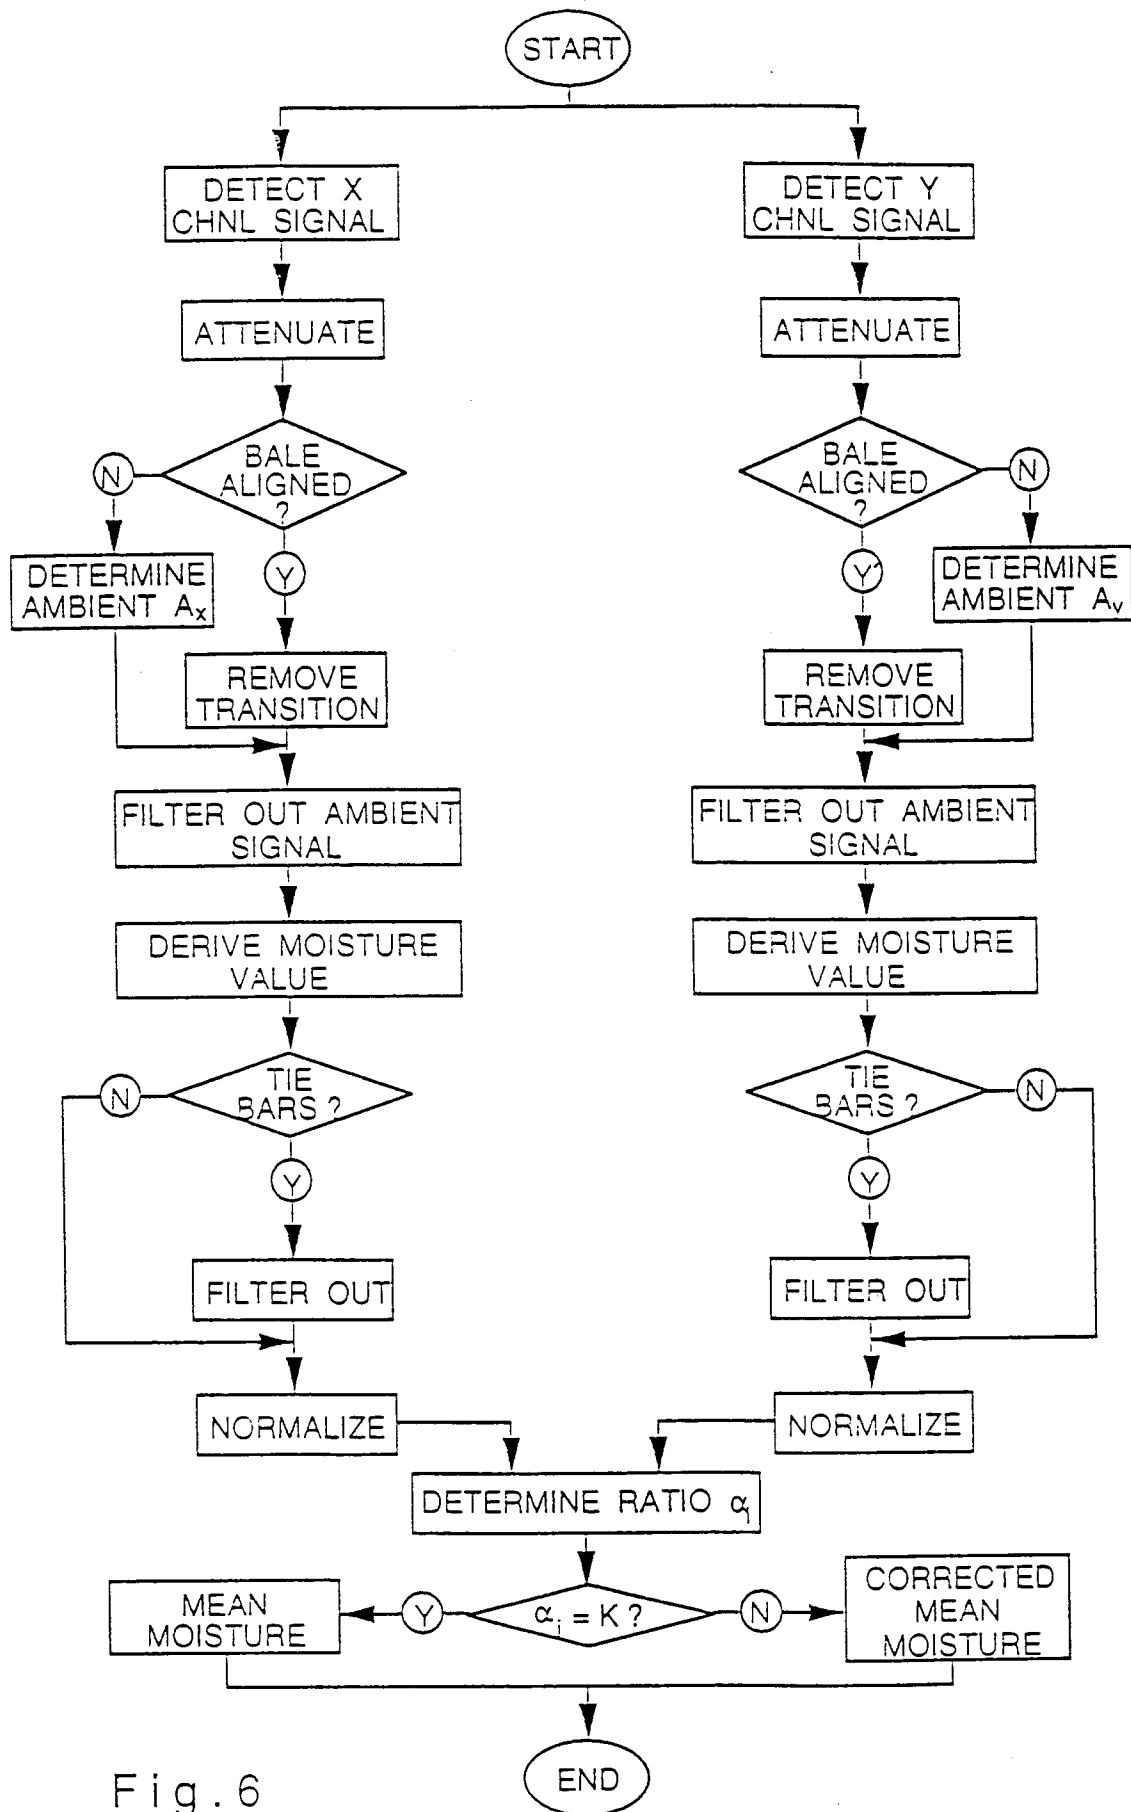 START
DETECT X
CHNL SIGNAL
ATTENUATE
BALE
ALIGNED
?
N
Y
DETERMINE
AMBIENT Ax
REMOVE
TRANSITION
FILTER OUT AMBIENT
SIGNAL
DERIVE MOISTURE
VALUE
TIE
BARS ?
N
Y
FILTER OUT
NORMALIZE
DETECT Y
CHNL SIGNAL
ATTENUATE
BALE
ALIGNED
?
N
Y
DETERMINE
AMBIENT Ay
REMOVE
TRANSITION
FILTER OUT AMBIENT
SIGNAL
DERIVE MOISTURE
VALUE
TIE
BARS ?
N
Y
FILTER OUT
NORMALIZE
DETERMINE RATIO αi
αi = K ?
Y
N
MEAN
MOISTURE
CORRECTED
MEAN
MOISTURE
END
Fig. 6